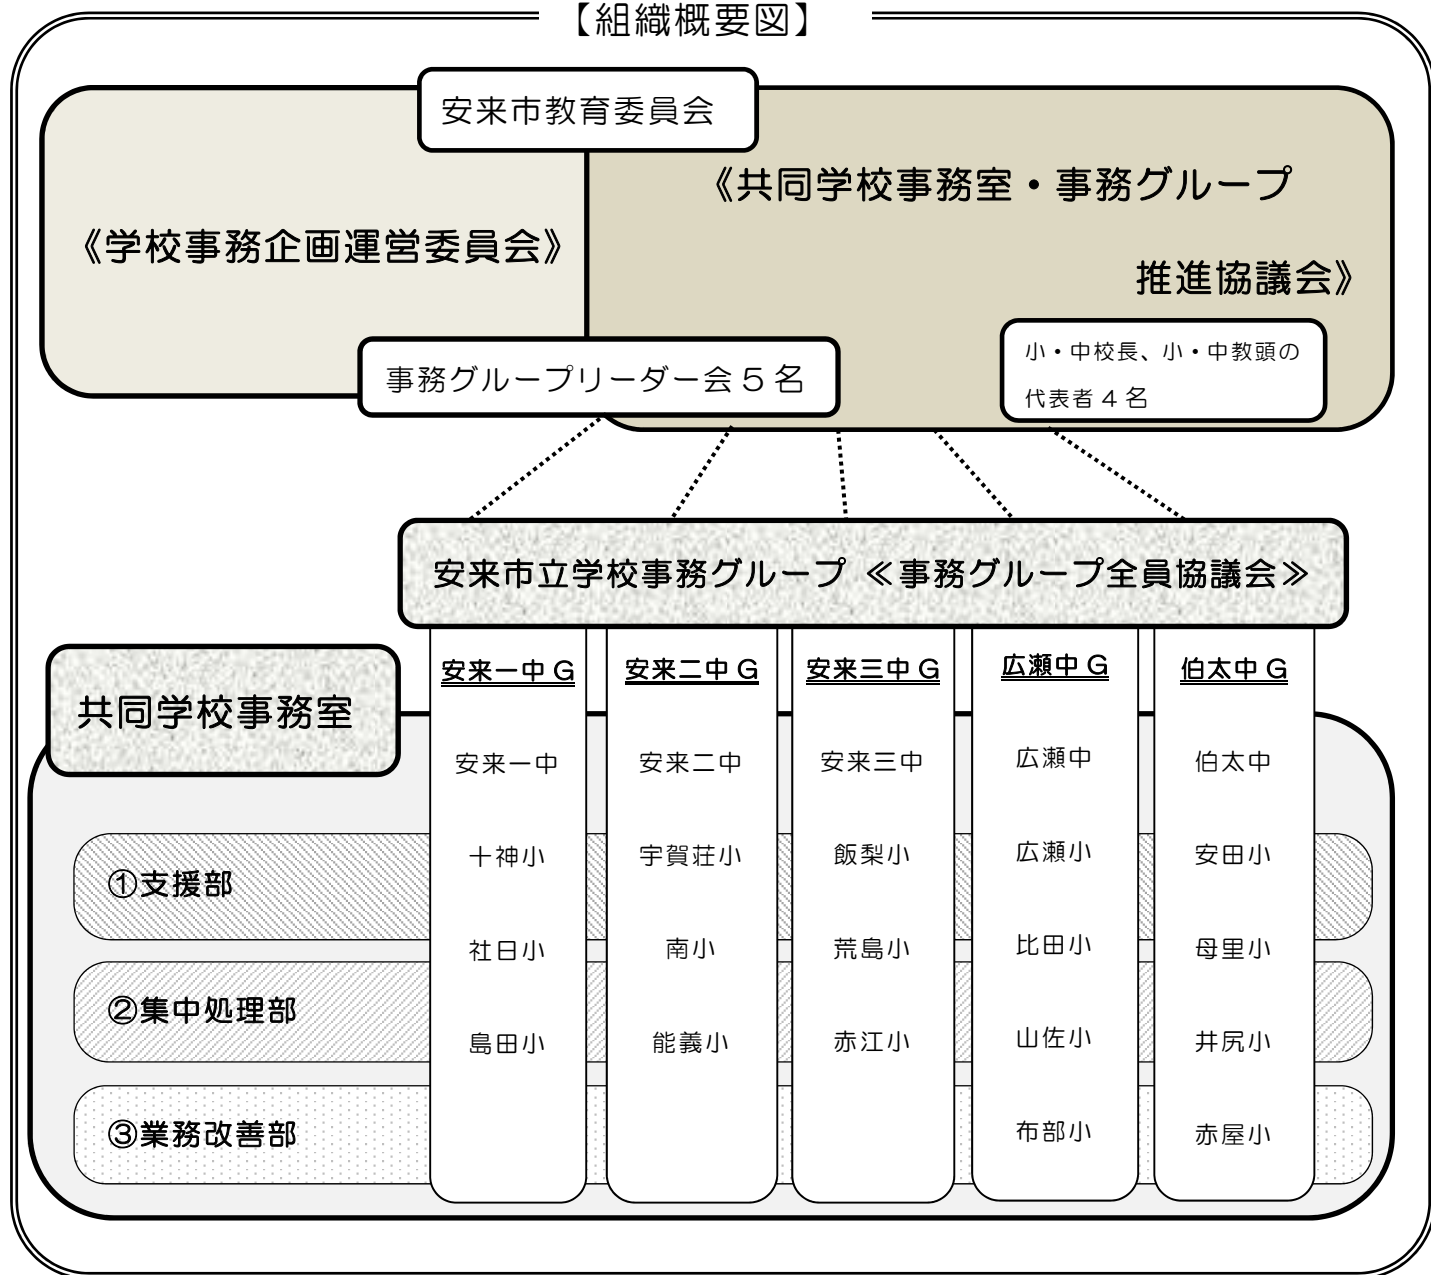 【組織概要図】
安来市教育委員会
《学校事務企画運営委員会》
《共同学校事務室・事務グループ
推進協議会》
事務グループリーダー会５名
小・中校長、小・中教頭の
代表者４名
安来市立学校事務グループ ≪事務グループ全員協議会≫
共同学校事務室
①支援部
②集中処理部
③業務改善部
安来一中Ｇ
安来一中
十神小
社日小
島田小
安来二中Ｇ
安来二中
宇賀荘小
南小
能義小
安来三中Ｇ
安来三中
飯梨小
荒島小
赤江小
広瀬中Ｇ
広瀬中
広瀬小
比田小
山佐小
布部小
伯太中Ｇ
伯太中
安田小
母里小
井尻小
赤屋小